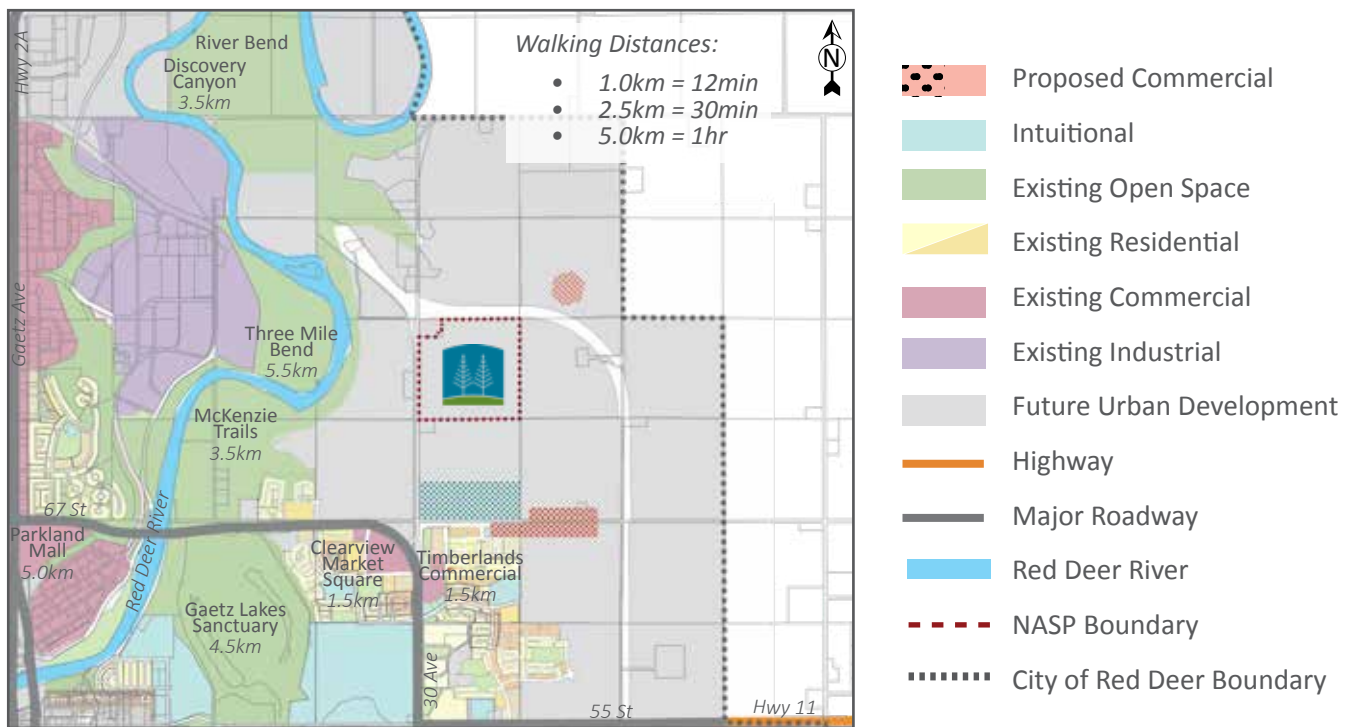 Hwy 2A
River Bend
Discovery
Canyon
3.5km
Walking Distances:
• 1.0km = 12min
• 2.5km = 30min
• 5.0km = 1hr
N
Gaetz Ave
Three Mile
Bend
5.5km
McKenzie
Trails
3.5km
67 St
Red Deer River
Parkland
Mall
5.0km
Clearview
Market
Square
1.5km
Timberlands
Commercial
1.5km
Gaetz Lakes
Sanctuary
4.5km
30 Ave
55 St
Hwy 11
Proposed Commercial
Intuitional
Existing Open Space
Existing Residential
Existing Commercial
Existing Industrial
Future Urban Development
Highway
Major Roadway
Red Deer River
NASP Boundary
City of Red Deer Boundary